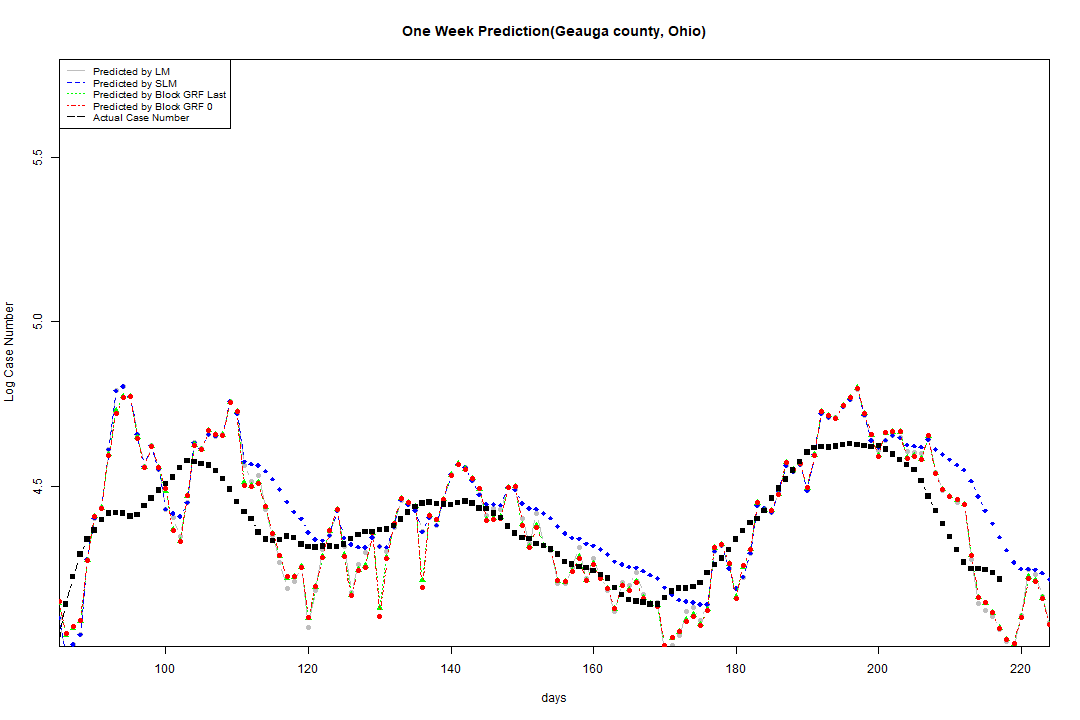 One Week Prediction(Geauga county, Ohio)
Predicted by LM
Predicted by SLM
Predicted by Block GRF Last
Predicted by Block GRF 0
Actual Case Number
5.5
5.0
4.5
Log Case Number
100 120 140 160 180 200 220
days